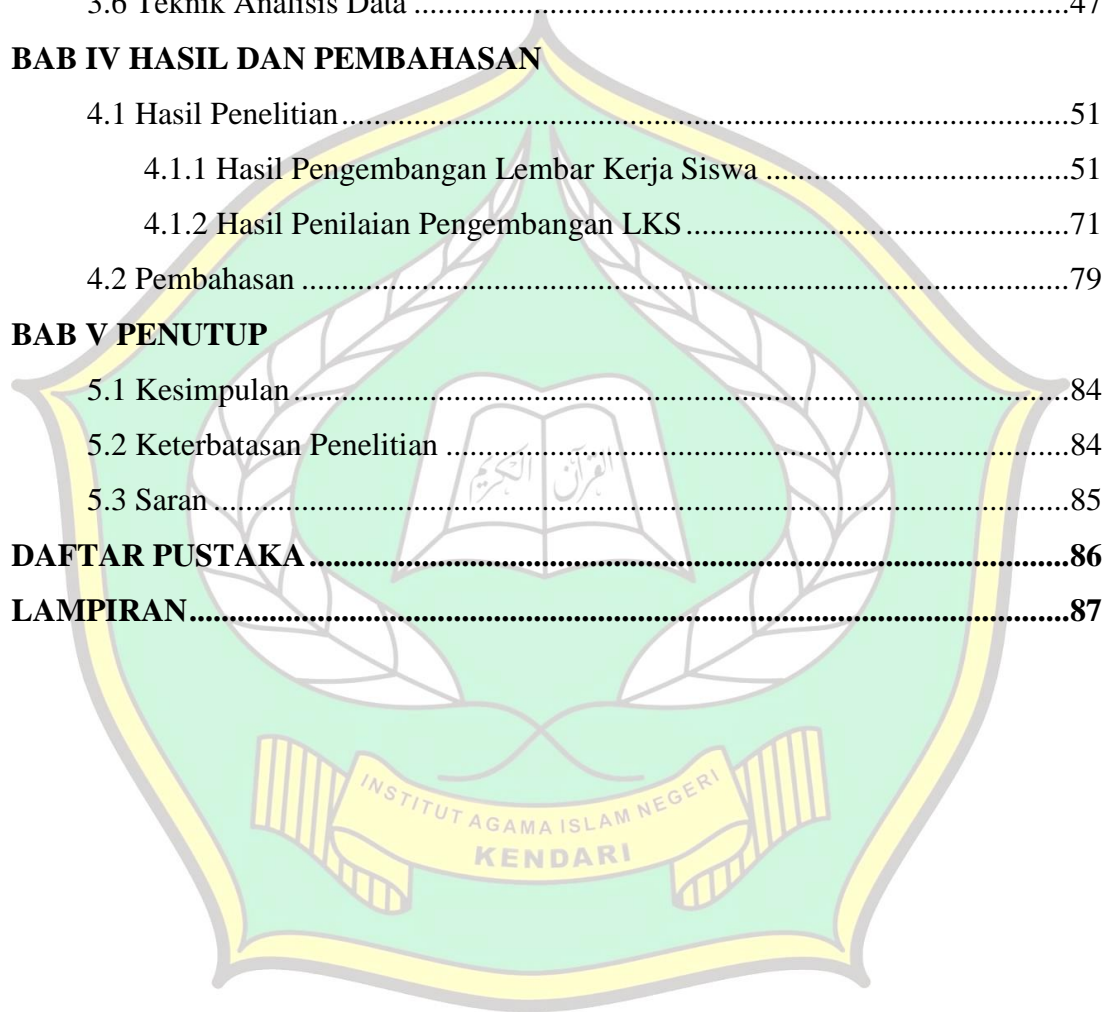 3.6 Teknik Analisis Data ..........................................................................47
BAB IV HASIL DAN PEMBAHASAN
4.1 Hasil Penelitian..................................................................................51
4.1.1 Hasil Pengembangan Lembar Kerja Siswa ..................................51
4.1.2 Hasil Penilaian Pengembangan LKS...........................................71
4.2 Pembahasan .......................................................................................79
BAB V PENUTUP
5.1 Kesimpulan........................................................................................84
5.2 Keterbatasan Penelitian ......................................................................84
5.3 Saran .................................................................................................85
DAFTAR PUSTAKA ..............................................................................86
LAMPIRAN............................................................................................87
القرآن الكريم
INSTITUT AGAMA ISLAM NEGERI
KENDARI